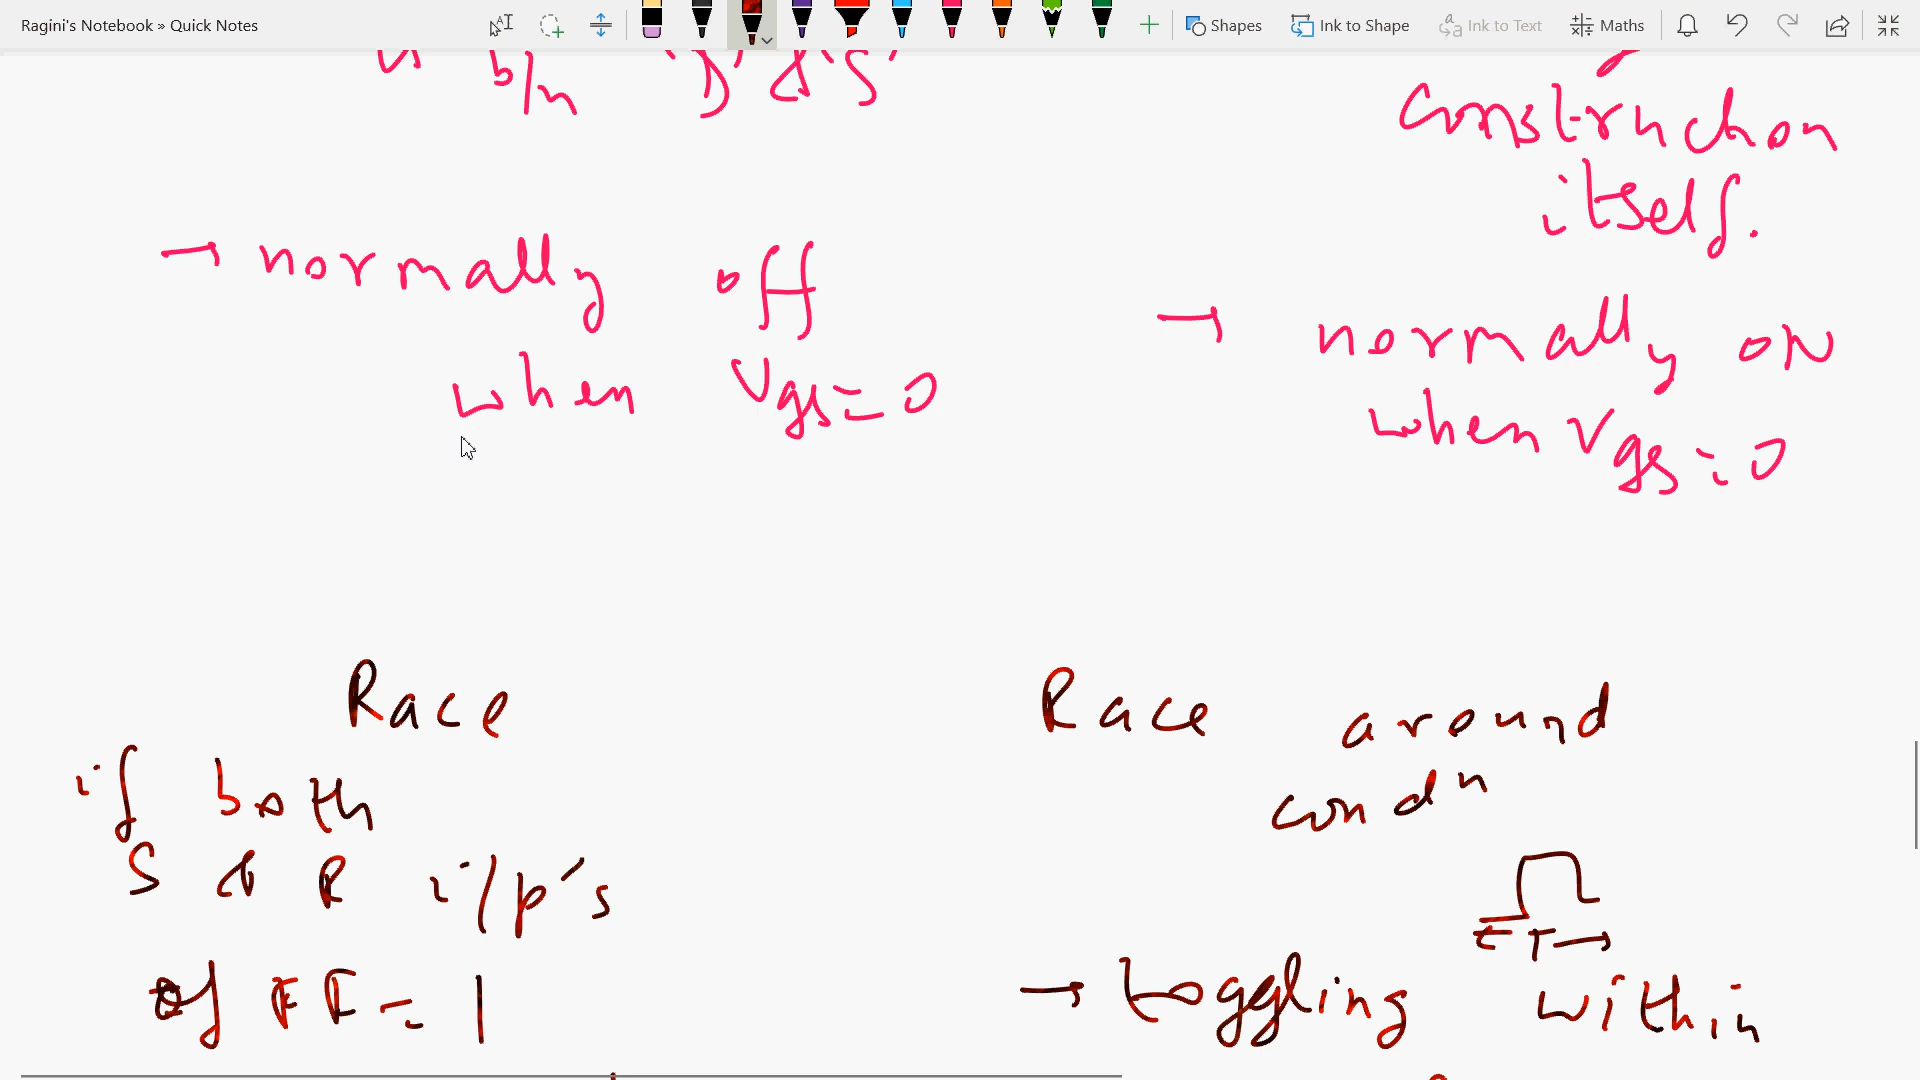 Ragini's Notebook » Quick Notes
Shapes
Ink to Shape
Ink to Text
Maths
b/n 'D' & 'S'
construction
itself.
→ normally off
when Vgs=0
→ normally ON
when Vgs=0
Race
if both
S & R i/p's
of FF = 1
Race around
condn
← T →
→ toggling within